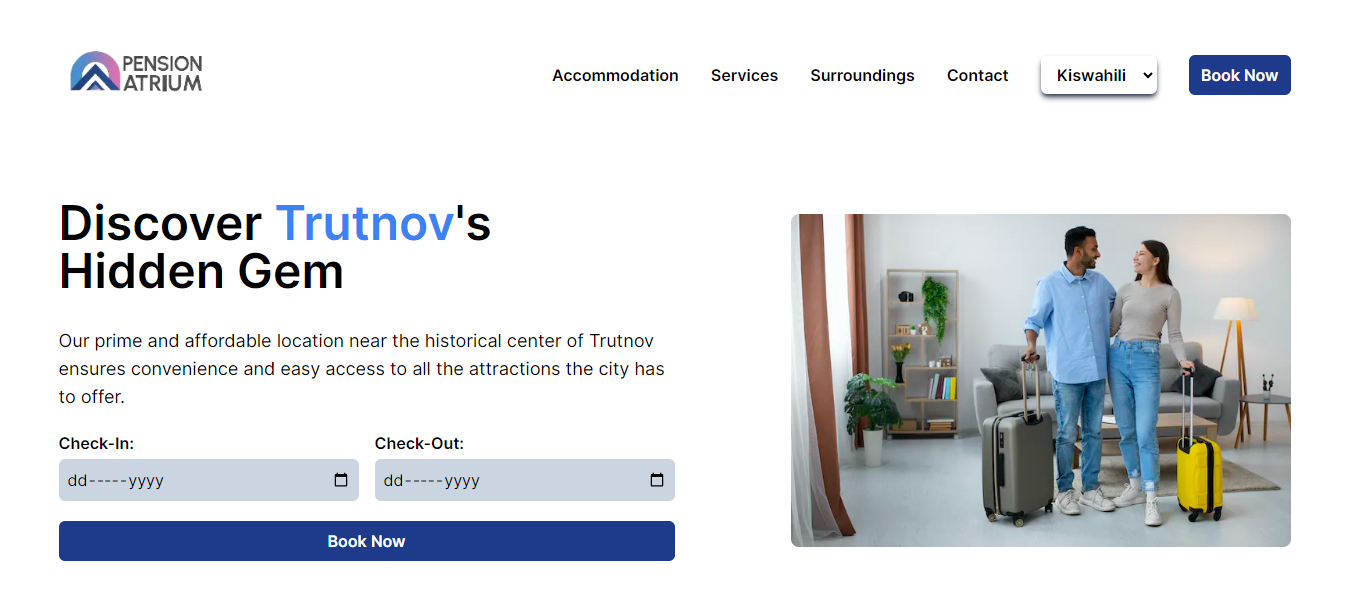 PENSION
ATRIUM
Accommodation Services Surroundings Contact Kiswahili Book Now
Discover Trutnov's
Hidden Gem
Our prime and affordable location near the historical center of Trutnov
ensures convenience and easy access to all the attractions the city has
to offer.
Check-In: Check-Out:
dd-----yyyy dd-----yyyy
Book Now